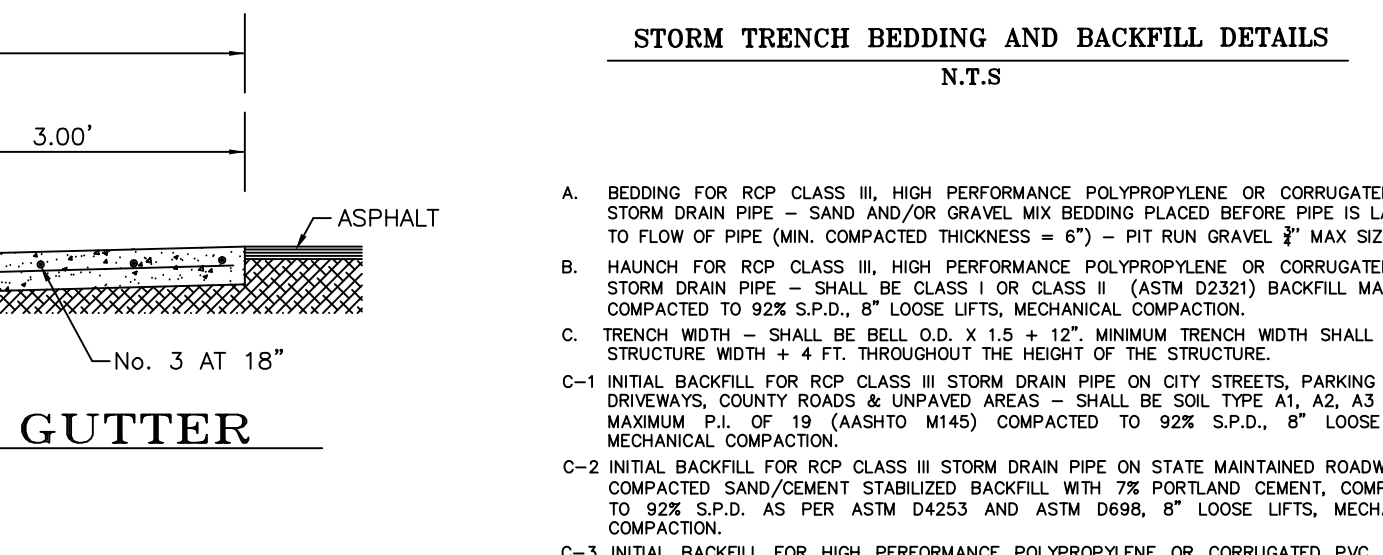 3.00'
ASPHALT
No. 3 AT 18"
GUTTER
STORM TRENCH BEDDING AND BACKFILL DETAILS
N.T.S
A. BEDDING FOR RCP CLASS III, HIGH PERFORMANCE POLYPROPYLENE OR
STORM DRAIN PIPE – SAND AND/OR GRAVEL MIX BEDDING PLACED BEFORE PIPE IS
TO FLOW OF PIPE (MIN. COMPACTED THICKNESS = 6") – PIT RUN GRAVEL MAX
B. HAUNCH FOR RCP CLASS III, HIGH PERFORMANCE POLYPROPYLENE OR
STORM DRAIN PIPE – SHALL BE CLASS I OR CLASS II (ASTM D2321) BACKFILL
COMPACTED TO 92% S.P.D., 8" LOOSE LIFTS, MECHANICAL COMPACTION.
C. TRENCH WIDTH – SHALL BE BELL O.D. X 1.5 + 12". MINIMUM TRENCH WIDTH SHALL
STRUCTURE WIDTH + 4 FT. THROUGHOUT THE HEIGHT OF THE STRUCTURE.
C–1 INITIAL BACKFILL FOR RCP CLASS III STORM DRAIN PIPE ON CITY STREETS, PARKING
DRIVEWAYS, COUNTY ROADS & UNPAVED AREAS – SHALL BE SOIL TYPE A1, A2, A3
MAXIMUM P.I. OF 19 (AASHTO M145) COMPACTED TO 92% S.P.D., 8" LOOSE
MECHANICAL COMPACTION.
C–2 INITIAL BACKFILL FOR RCP CLASS III STORM DRAIN PIPE ON STATE MAINTAINED
COMPACTED SAND/CEMENT STABILIZED BACKFILL WITH 7% PORTLAND CEMENT,
TO 92% S.P.D. AS PER ASTM D4253 AND ASTM D698, 8" LOOSE LIFTS,
COMPACTION.
C–3 INITIAL BACKFILL FOR HIGH PERFORMANCE POLYPROPYLENE OR CORRUGATED PVC